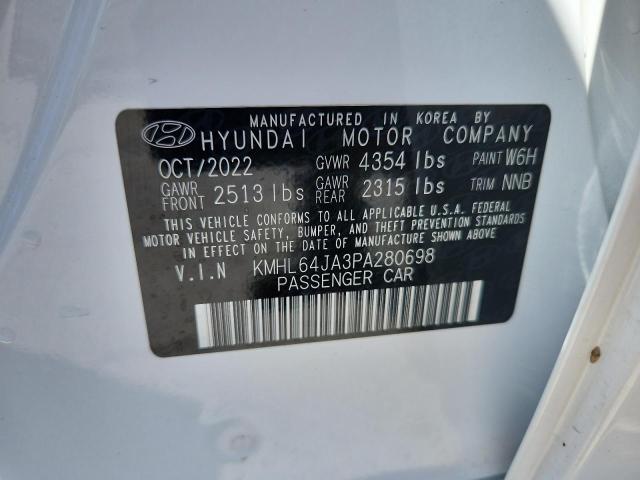 MANUFACTURED IN KOREA BY
HYUNDAI MOTOR COMPANY
OCT/2022 GVWR 4354 lbs PAINT W6H
GAWR FRONT 2513 lbs GAWR REAR 2315 lbs TRIM NNB
THIS VEHICLE CONFORMS TO ALL APPLICABLE U.S.A. FEDERAL
MOTOR VEHICLE SAFETY, BUMPER, AND THEFT PREVENTION STANDARDS
IN EFFECT ON THE DATE OF MANUFACTURE SHOWN ABOVE.
V.I.N KMHL64JA3PA280698
PASSENGER CAR